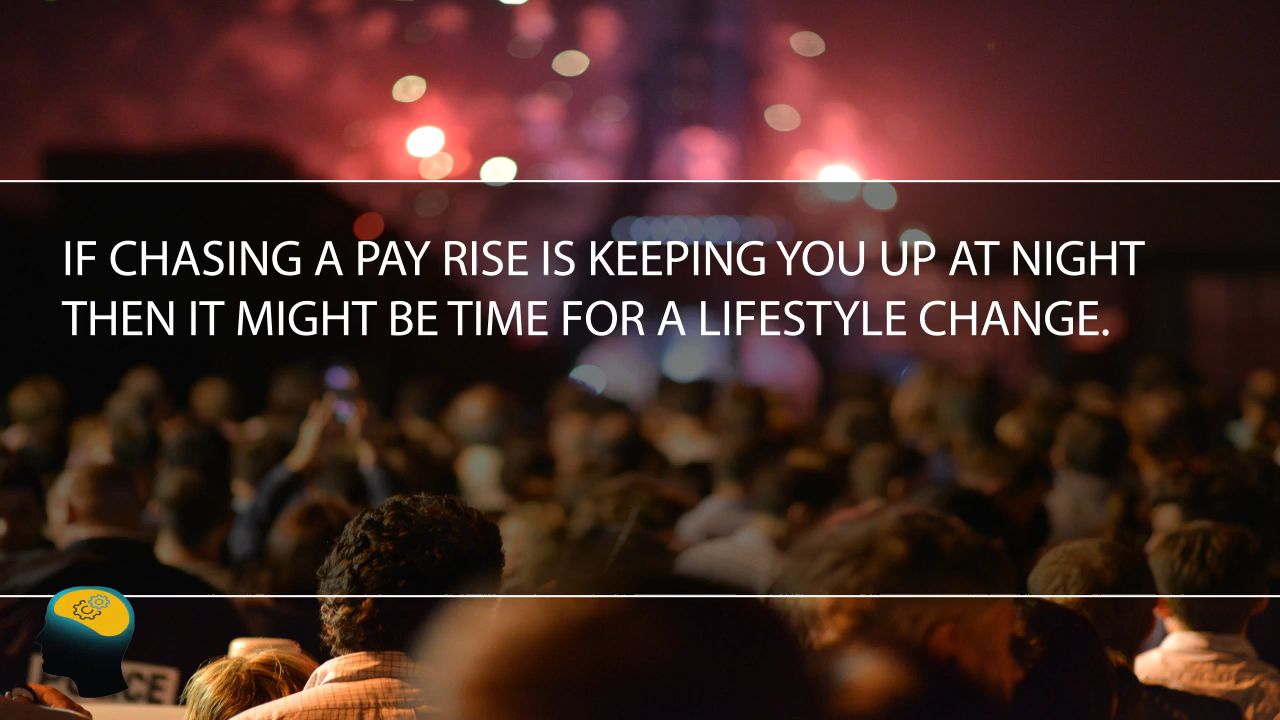 IF CHASING A PAY RISE IS KEEPING YOU UP AT NIGHT
THEN IT MIGHT BE TIME FOR A LIFESTYLE CHANGE.